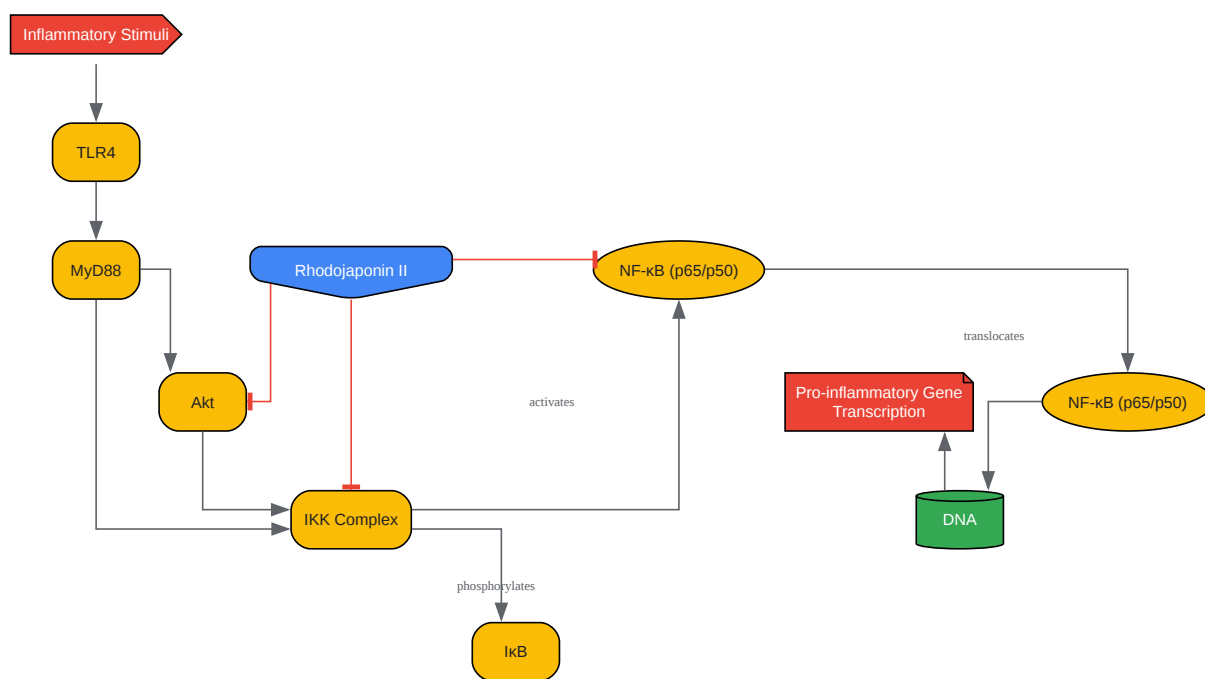 Inflammatory Stimuli
TLR4
MyD88
Rhodojaponin II
NF-κB (p65/p50)
translocates
Akt
activates
Pro-inflammatory Gene
Transcription
NF-κB (p65/p50)
IKK Complex
DNA
phosphorylates
IκB